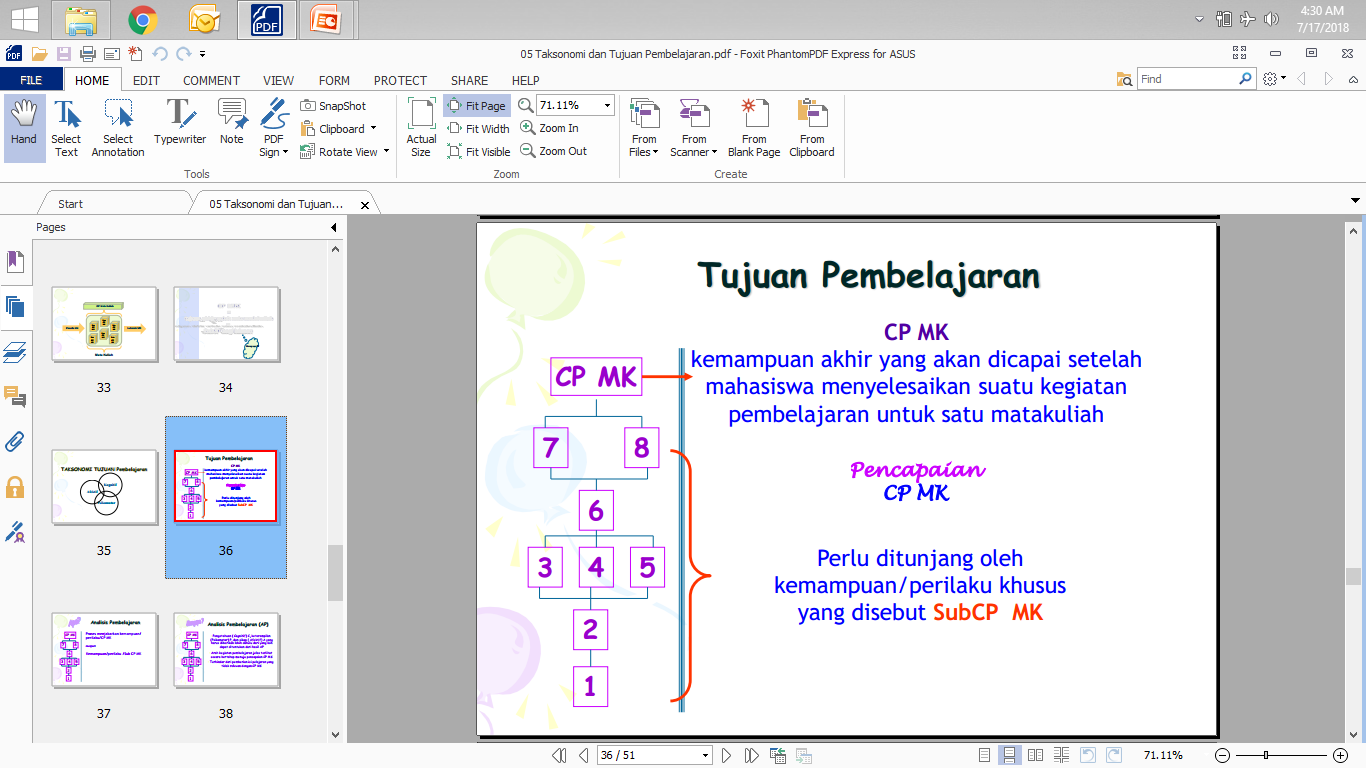 4:30 AM
7/17/2018
05 Taksonomi dan Tujuan Pembelajaran.pdf - Foxit PhantomPDF Express for ASUS
FILE HOME EDIT COMMENT VIEW FORM PROTECT SHARE HELP
Find
Hand
Select Text
Select Annotation
Typewriter
Note
PDF Sign
SnapShot
Clipboard
Rotate View
Tools
Actual Size
Fit Page
Fit Width
Fit Visible
71.11%
Zoom In
Zoom Out
Zoom
From Files
From Scanner
From Blank Page
From Clipboard
Create
Start
05 Taksonomi dan Tujuan...
Pages
33
34
TAKSONOMI TUJUAN Pembelajaran
35
36
Analisis Pembelajaran
37
Analisis Pembelajaran (AP)
38
Tujuan Pembelajaran
CP MK
kemampuan akhir yang akan dicapai setelah
mahasiswa menyelesaikan suatu kegiatan
pembelajaran untuk satu matakuliah
Pencapaian
CP MK
Perlu ditunjang oleh
kemampuan/perilaku khusus
yang disebut SubCP MK
CP MK
7 8
6
3 4 5
2
1
36 / 51
71.11%